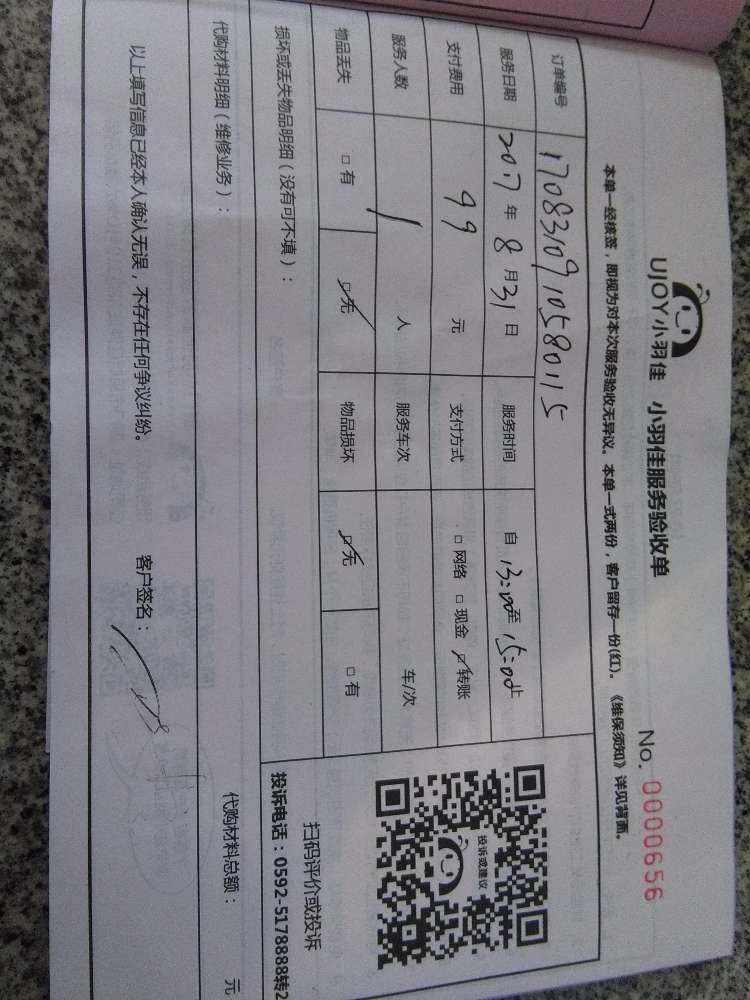 UJOY小羽佳 小羽佳服务验收单
No. 0000656
本单一经核签，即视为对本次服务验收无异议。本单一式两份，客户留存一份(红)。《维保须知》详见背面。
订单编号 1708310910580115
服务日期 2017年8月31日 服务时间 自13:00至15:00止
支付费用 99 元 支付方式 □网络 □现金 ☑转账
服务人数 1 人 服务车次 车/次
物品丢失 □有 ☑无 物品损坏 ☑无 □有
损坏或丢失物品明细（没有可不填）：
投诉或建议
扫码评价或投诉
投诉电话：0592-5178888转2
代购材料明细（维修业务）： 代购材料总额： 元
以上填写信息已经本人确认无误，不存在任何争议纠纷。 客户签名：